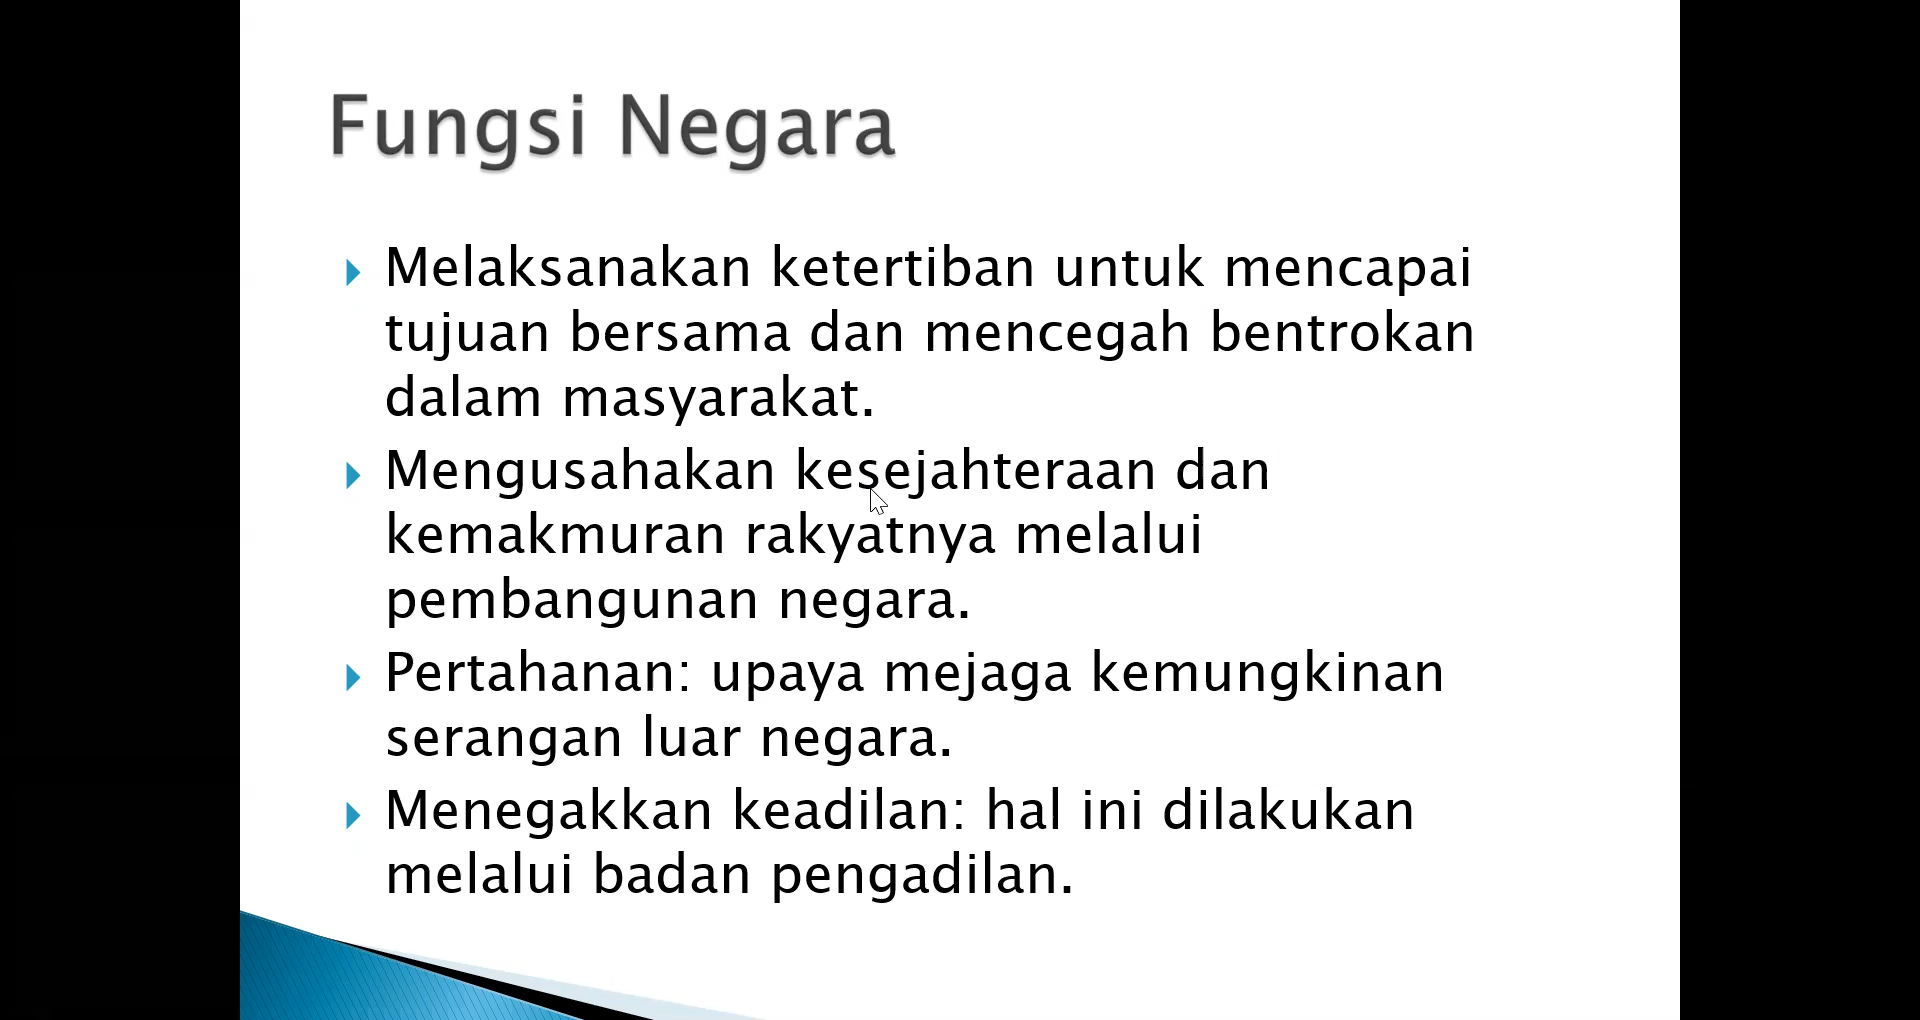 Fungsi Negara
Melaksanakan ketertiban untuk mencapai
tujuan bersama dan mencegah bentrokan
dalam masyarakat.
Mengusahakan kesejahteraan dan
kemakmuran rakyatnya melalui
pembangunan negara.
Pertahanan: upaya mejaga kemungkinan
serangan luar negara.
Menegakkan keadilan: hal ini dilakukan
melalui badan pengadilan.